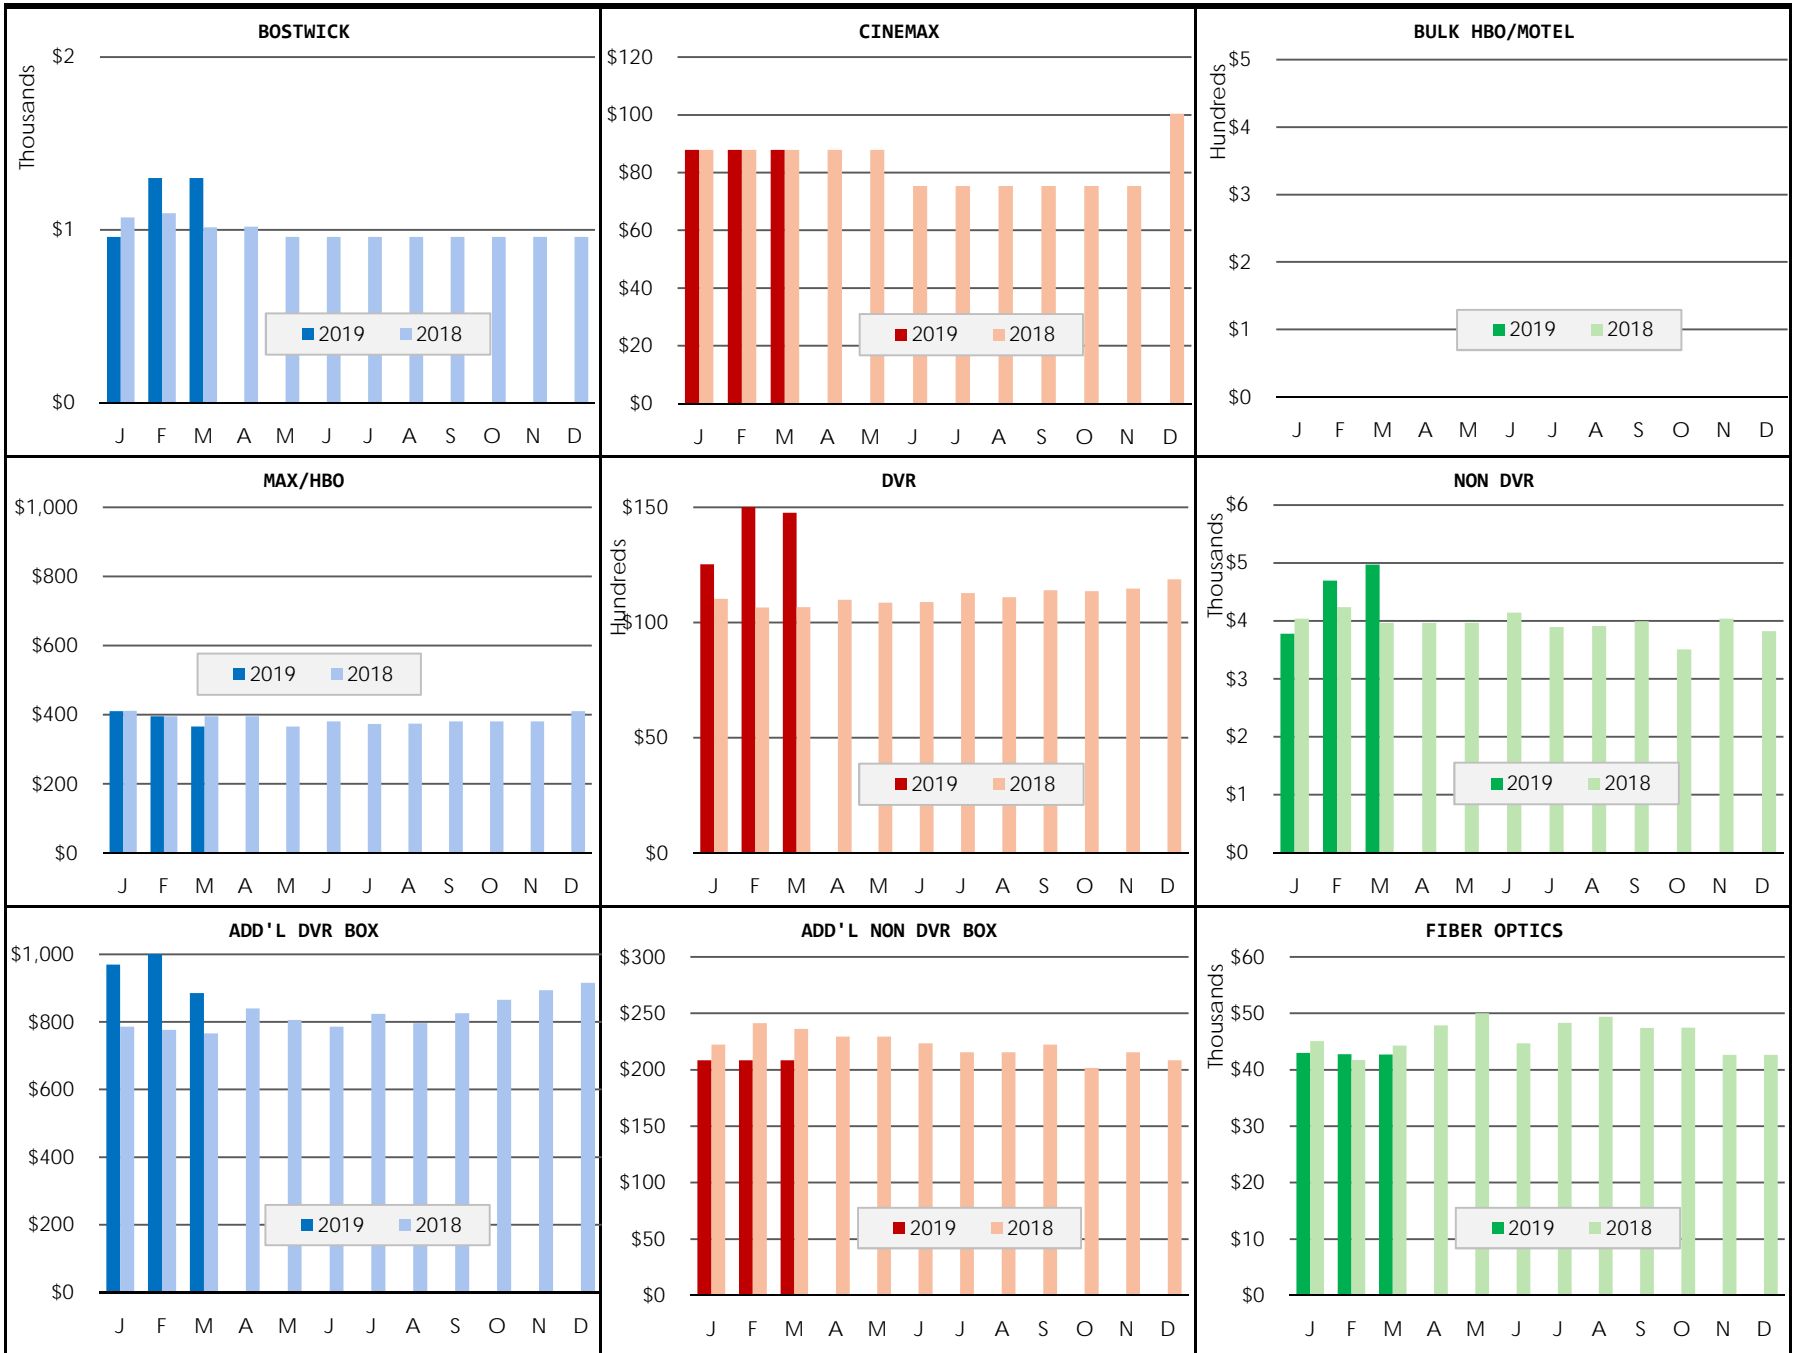 BOSTWICK
$2
Thousands
$1
$0
2019 2018
J F M A M J J A S O N D
CINEMAX
$120
$100
$80
$60
$40
$20
$0
2019 2018
J F M A M J J A S O N D
BULK HBO/MOTEL
$5
Hundreds
$4
$3
$2
$1
$0
2019 2018
J F M A M J J A S O N D
MAX/HBO
$1,000
$800
$600
$400
$200
$0
2019 2018
J F M A M J J A S O N D
DVR
$150
Hundreds
$100
$50
$0
2019 2018
J F M A M J J A S O N D
NON DVR
$6
Thousands
$5
$4
$3
$2
$1
$0
2019 2018
J F M A M J J A S O N D
ADD'L DVR BOX
$1,000
$800
$600
$400
$200
$0
2019 2018
J F M A M J J A S O N D
ADD'L NON DVR BOX
$300
$250
$200
$150
$100
$50
$0
2019 2018
J F M A M J J A S O N D
FIBER OPTICS
$60
Thousands
$50
$40
$30
$20
$10
$0
2019 2018
J F M A M J J A S O N D